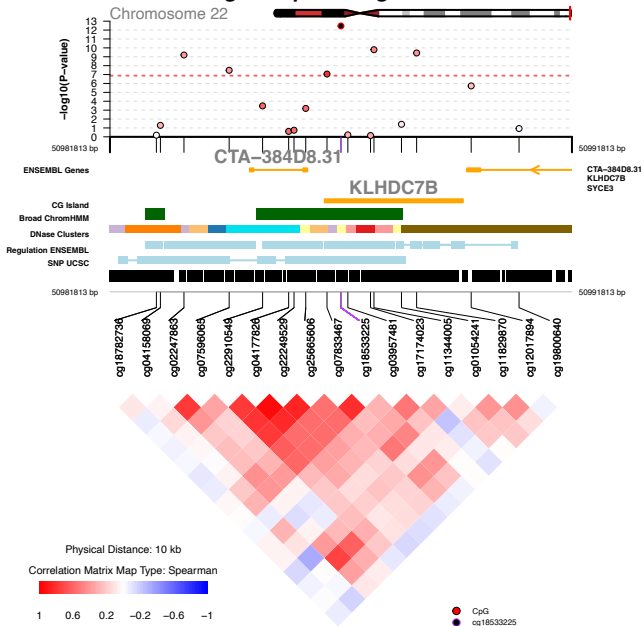 Chromosome 22
−log10(P−value)
13
12
11
10
9
8
7
6
5
4
3
2
1
0
50981813 bp
50991813 bp
CTA−384D8.31
ENSEMBL Genes
CTA−384D8.31
KLHDC7B
SYCE3
KLHDC7B
CG Island
Broad ChromHMM
DNase Clusters
Regulation ENSEMBL
SNP UCSC
50981813 bp
50991813 bp
cg18782736
cg04158069
cg02247863
cg07596065
cg22910549
cg04177826
cg22249529
cg25665606
cg07833467
cg18533225
cg03957481
cg17174023
cg11344005
cg01054241
cg11829870
cg12017894
cg19800640
Physical Distance: 10 kb
Correlation Matrix Map Type: Spearman
1 0.6 0.2 −0.2 −0.6 −1
CpG
cg18533225